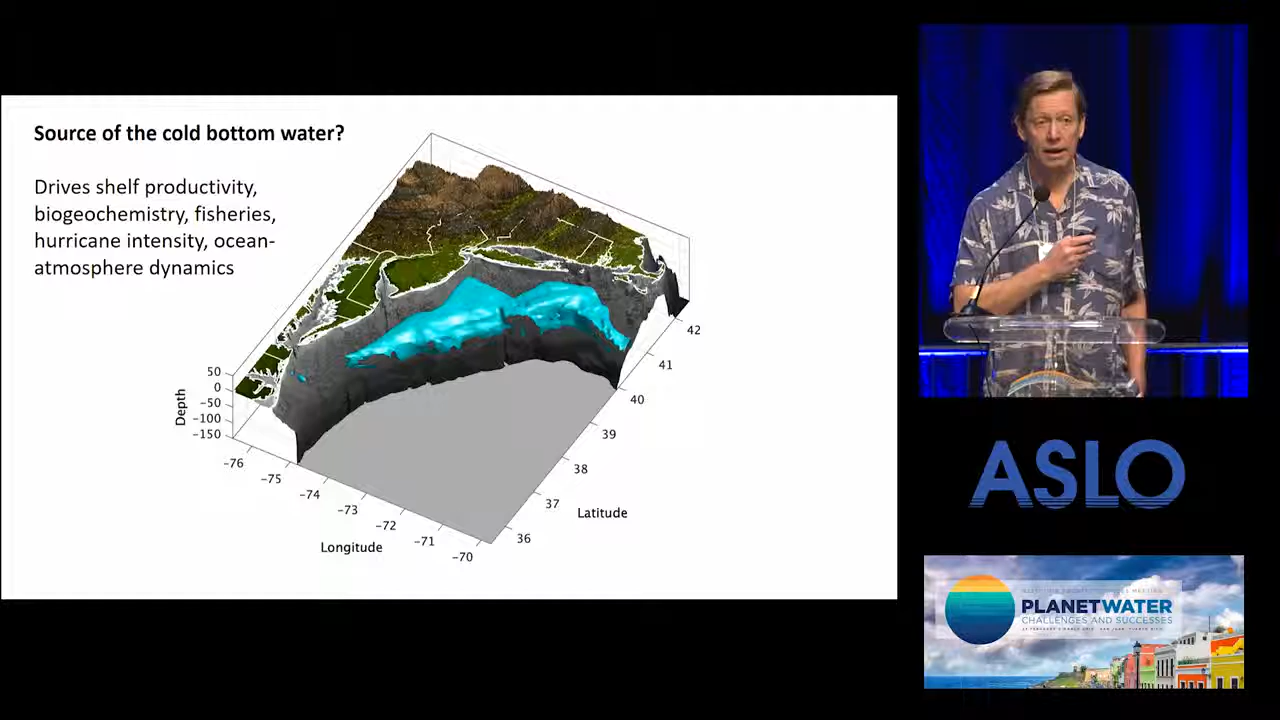 Source of the cold bottom water?
Drives shelf productivity,
biogeochemistry, fisheries,
hurricane intensity, ocean-
atmosphere dynamics
Depth
50
0
−50
−100
−150
−76
−75
−74
−73
−72
−71
−70
Longitude
36
37
38
39
40
41
42
Latitude
ASLO
PLANETWATER
CHALLENGES AND SUCCESSES